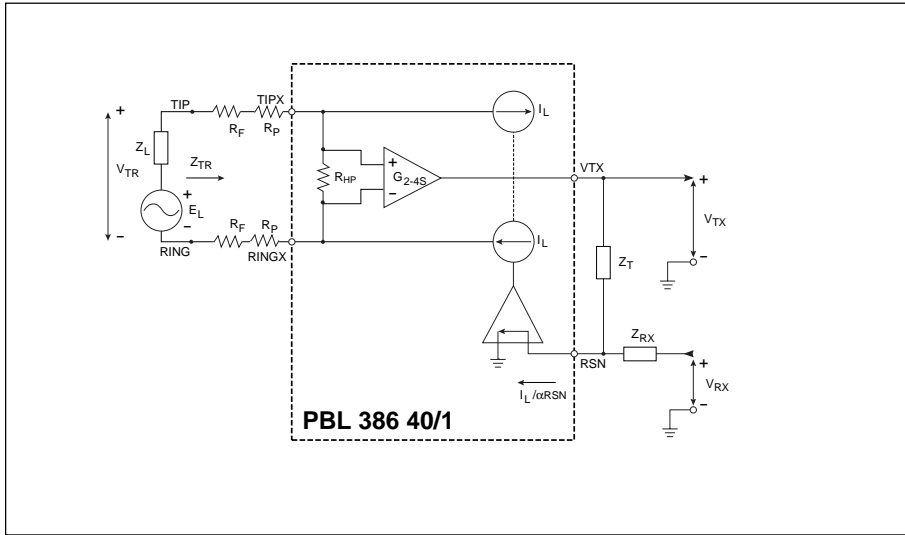 TIP
TIPX
+
R_F
R_P
I_L
Z_L
V_TR
Z_TR
R_HP
+
G_2-4S
−
VTX
+
+
E_L
−
−
R_F
R_P
I_L
V_TX
RING
RINGX
Z_T
−
Z_RX
RSN
+
I_L/αRSN
V_RX
−
PBL 386 40/1